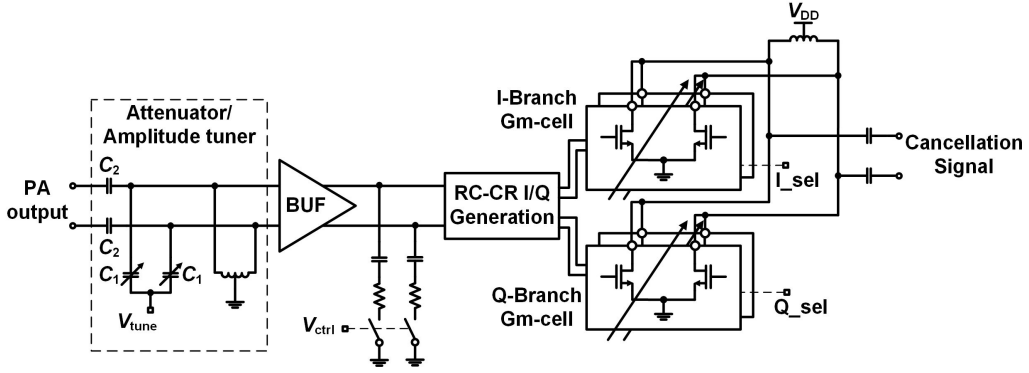 V_DD
Attenuator/
Amplitude tuner
I-Branch
Gm-cell
C_2
PA
output
BUF
RC-CR I/Q
Generation
I_sel
Cancellation
Signal
C_2
C_1
C_1
V_tune
V_ctrl
Q-Branch
Gm-cell
Q_sel